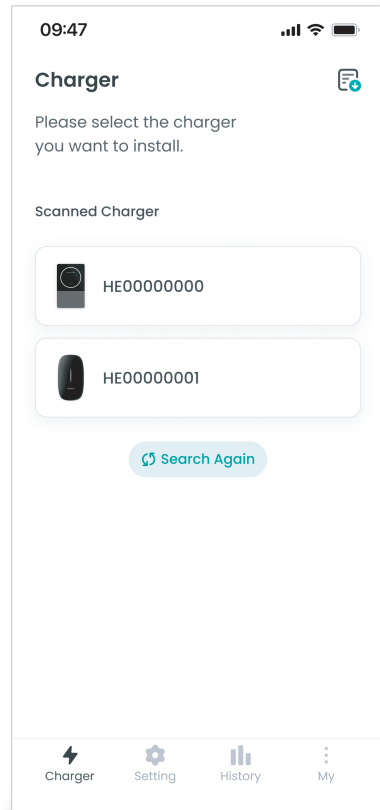 09:47
Charger
Please select the charger
you want to install.
Scanned Charger
HE00000000
HE00000001
Search Again
Charger
Setting
History
My